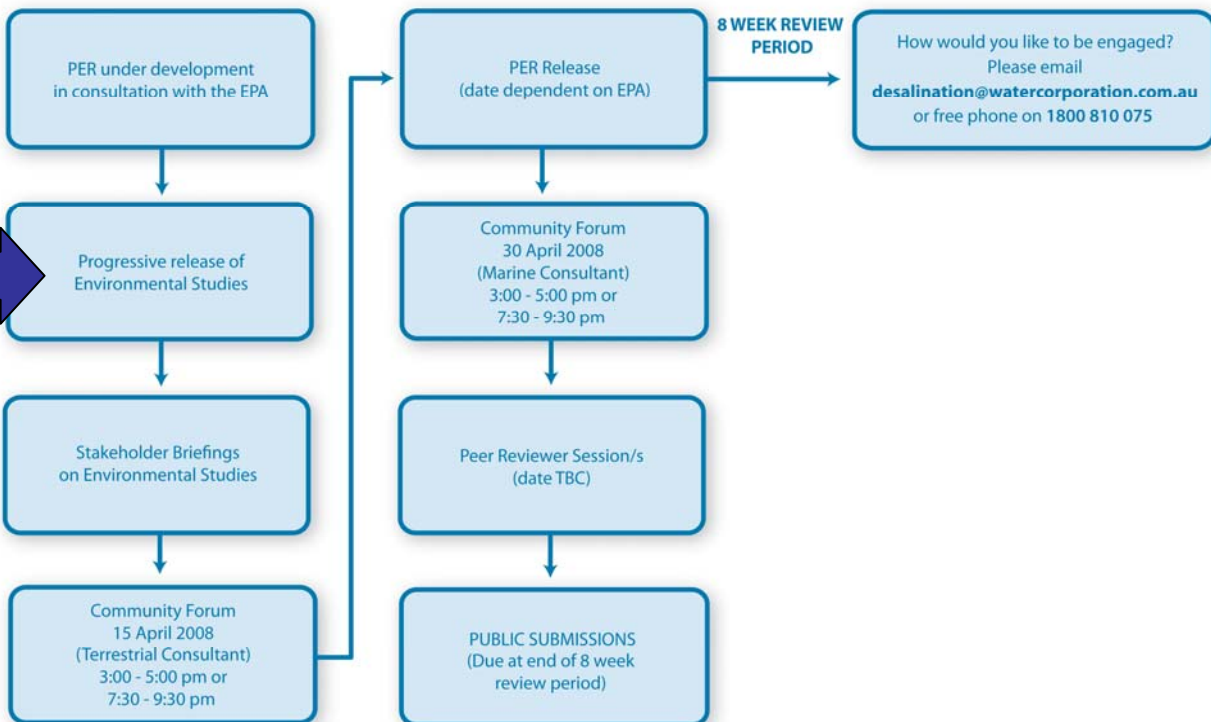 PER under development
in consultation with the EPA
Progressive release of
Environmental Studies
Stakeholder Briefings
on Environmental Studies
Community Forum
15 April 2008
(Terrestrial Consultant)
3:00 - 5:00 pm or
7:30 - 9:30 pm
PER Release
(date dependent on EPA)
Community Forum
30 April 2008
(Marine Consultant)
3:00 - 5:00 pm or
7:30 - 9:30 pm
Peer Reviewer Session/s
(date TBC)
PUBLIC SUBMISSIONS
(Due at end of 8 week
review period)
8 WEEK REVIEW
PERIOD
How would you like to be engaged?
Please email
desalination@watercorporation.com.au
or free phone on 1800 810 075